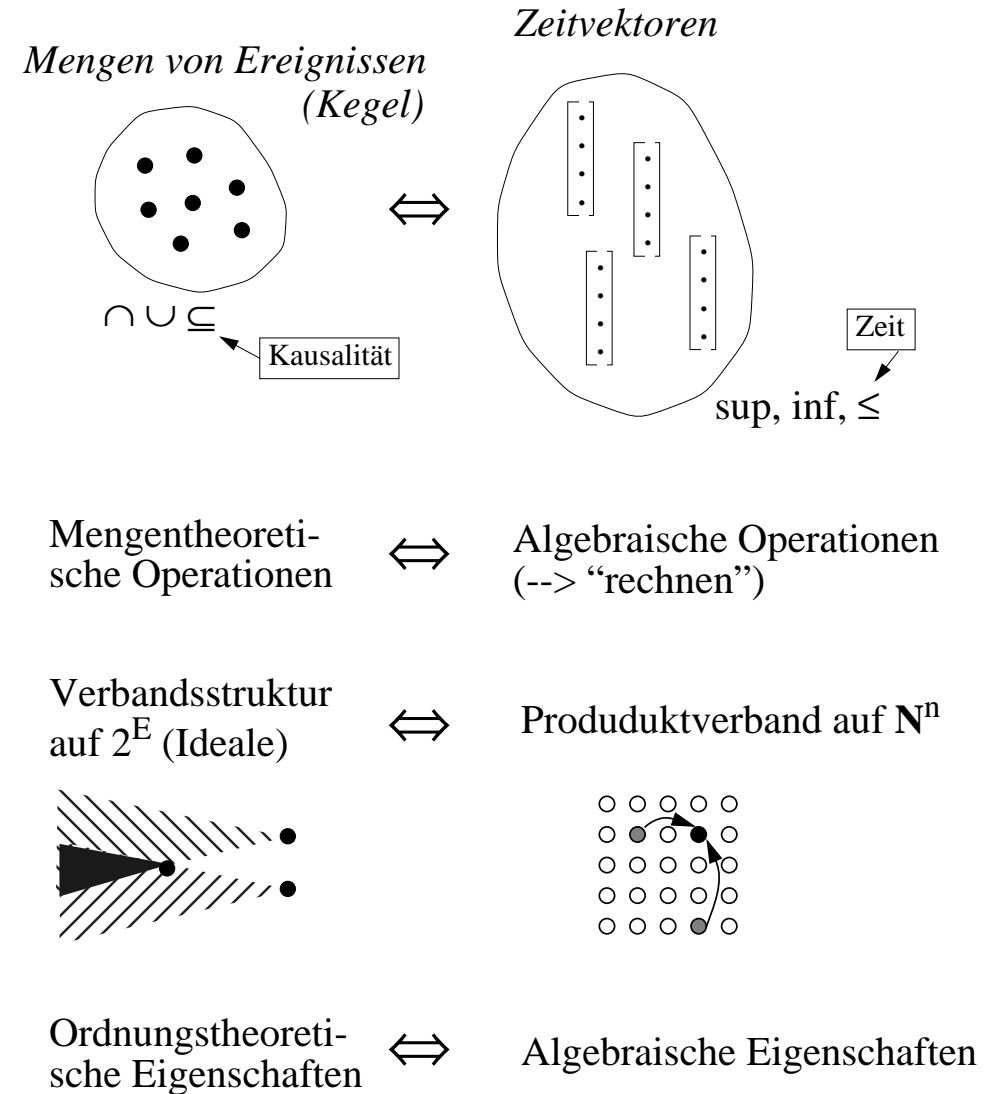 Zeitvektoren
Mengen von Ereignissen
(Kegel)
⇔
∩ ∪ ⊆
Kausalität
Zeit
sup, inf, ≤
Mengentheoreti-
sche Operationen
⇔
Algebraische Operationen
(--> “rechnen”)
Verbandsstruktur
auf 2^E (Ideale)
⇔
Produduktverband auf N^n
Ordnungstheoreti-
sche Eigenschaften
⇔
Algebraische Eigenschaften